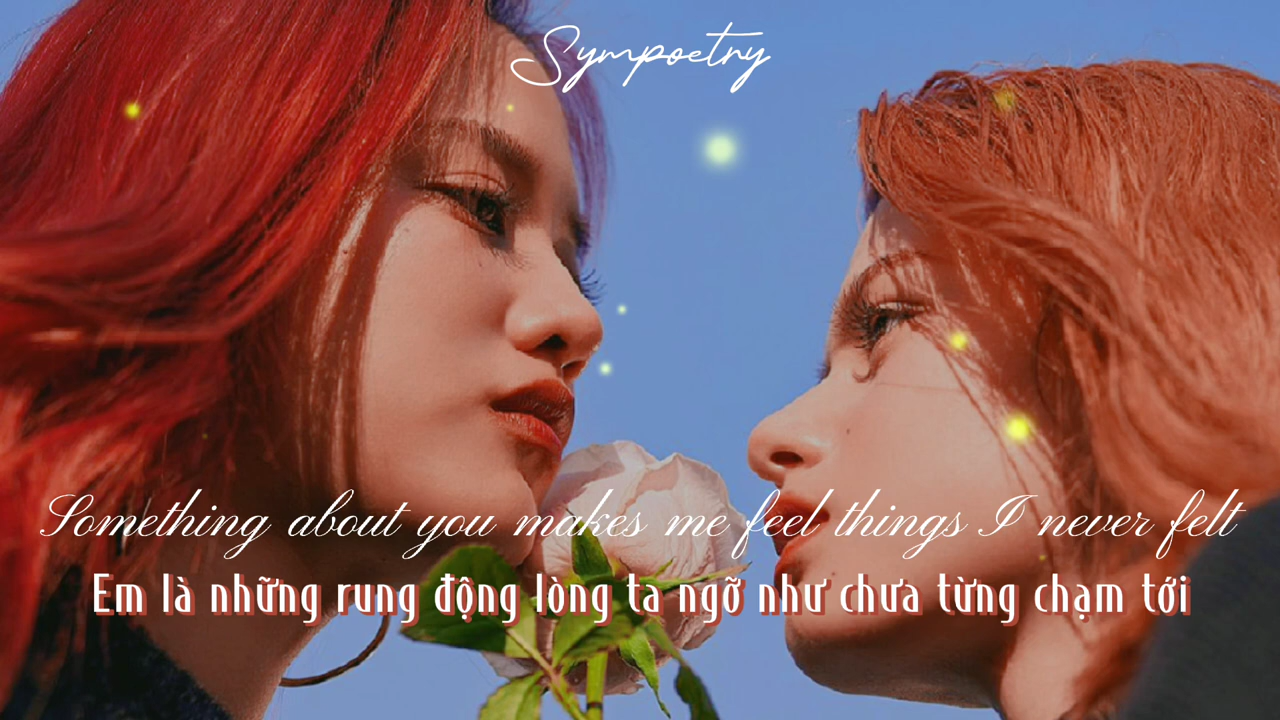 Sympoetry
Something about you makes me feel things I never felt
Em là những rung động lòng ta ngỡ như chưa từng chạm tới